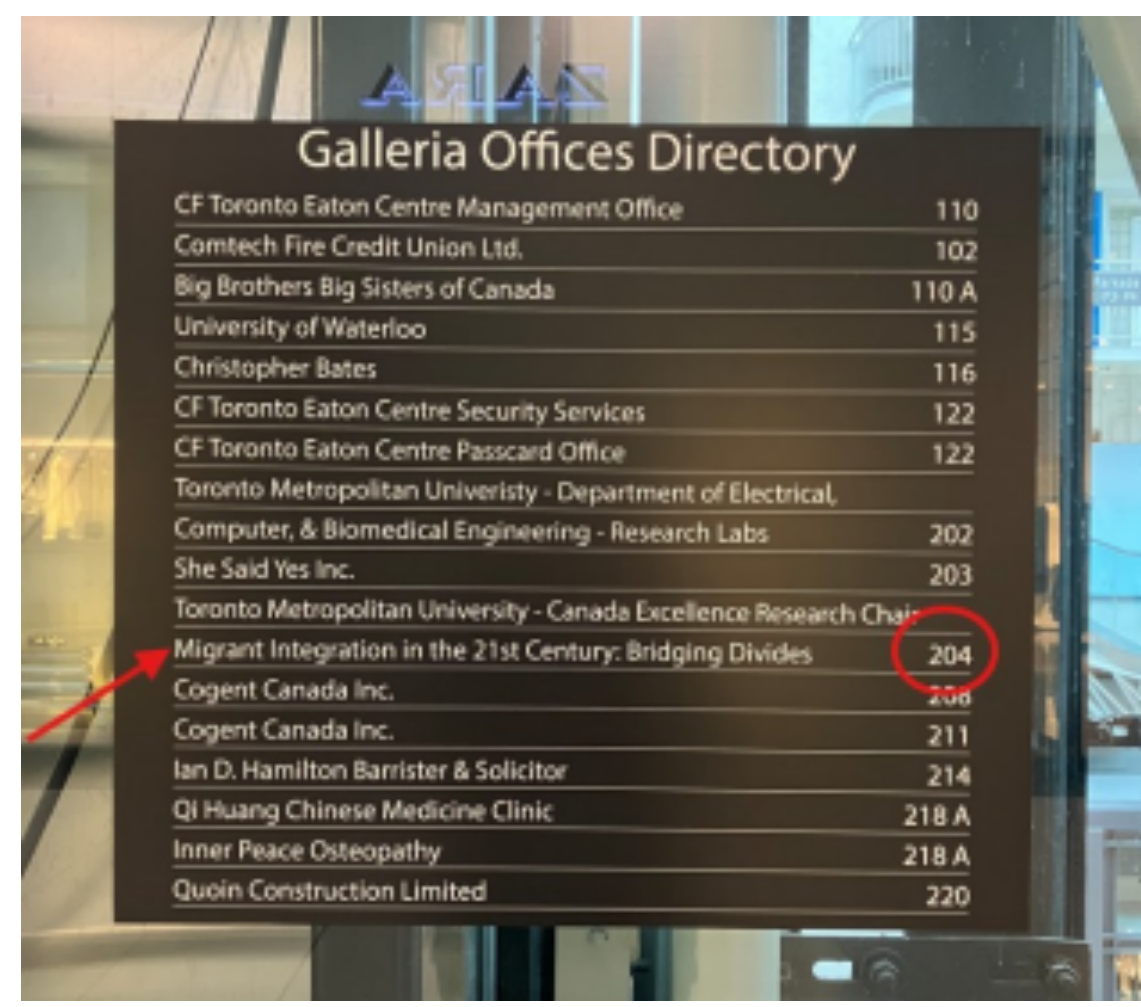 ZARA
Galleria Offices Directory
CF Toronto Eaton Centre Management Office 110
Comtech Fire Credit Union Ltd. 102
Big Brothers Big Sisters of Canada 110 A
University of Waterloo 115
Christopher Bates 116
CF Toronto Eaton Centre Security Services 122
CF Toronto Eaton Centre Passcard Office 122
Toronto Metropolitan Univeristy - Department of Electrical,
Computer, & Biomedical Engineering - Research Labs 202
She Said Yes Inc. 203
Toronto Metropolitan University - Canada Excellence Research Chair
Migrant Integration in the 21st Century: Bridging Divides 204
Cogent Canada Inc. 208
Cogent Canada Inc. 211
Ian D. Hamilton Barrister & Solicitor 214
Qi Huang Chinese Medicine Clinic 218 A
Inner Peace Osteopathy 218 A
Quoin Construction Limited 220